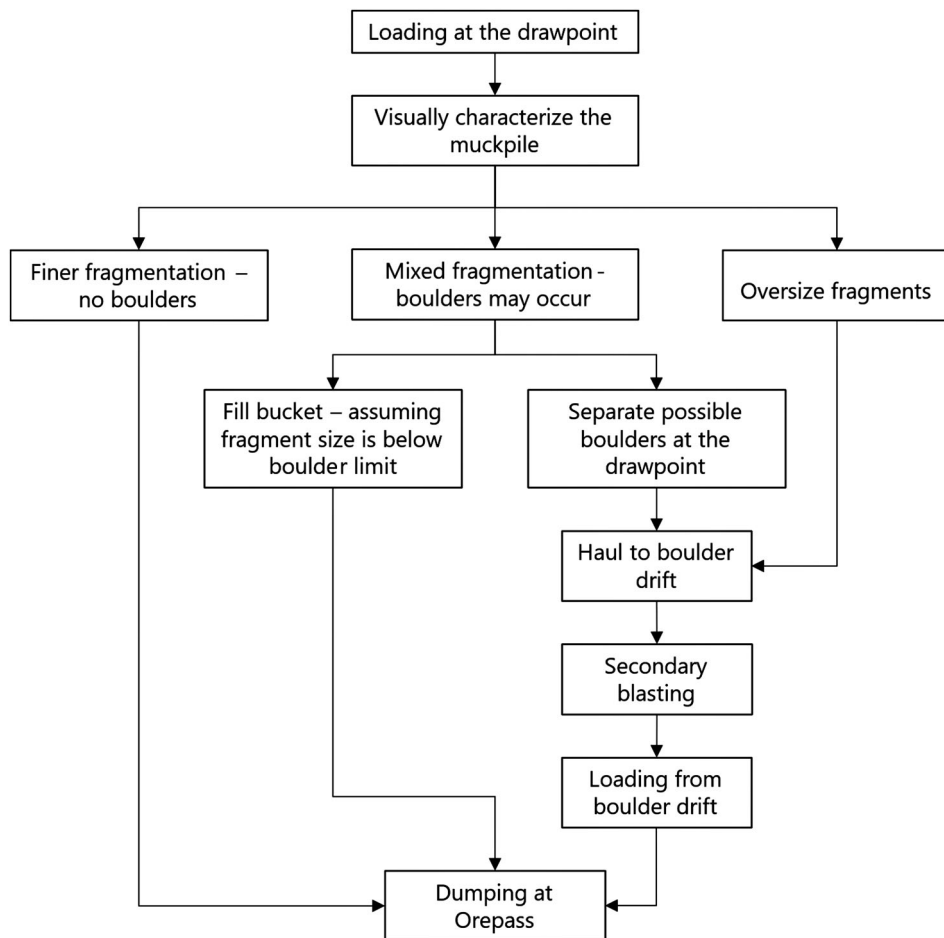 Loading at the drawpoint
Visually characterize the
muckpile
Finer fragmentation –
no boulders
Mixed fragmentation -
boulders may occur
Oversize fragments
Fill bucket – assuming
fragment size is below
boulder limit
Separate possible
boulders at the
drawpoint
Haul to boulder
drift
Secondary
blasting
Loading from
boulder drift
Dumping at
Orepass